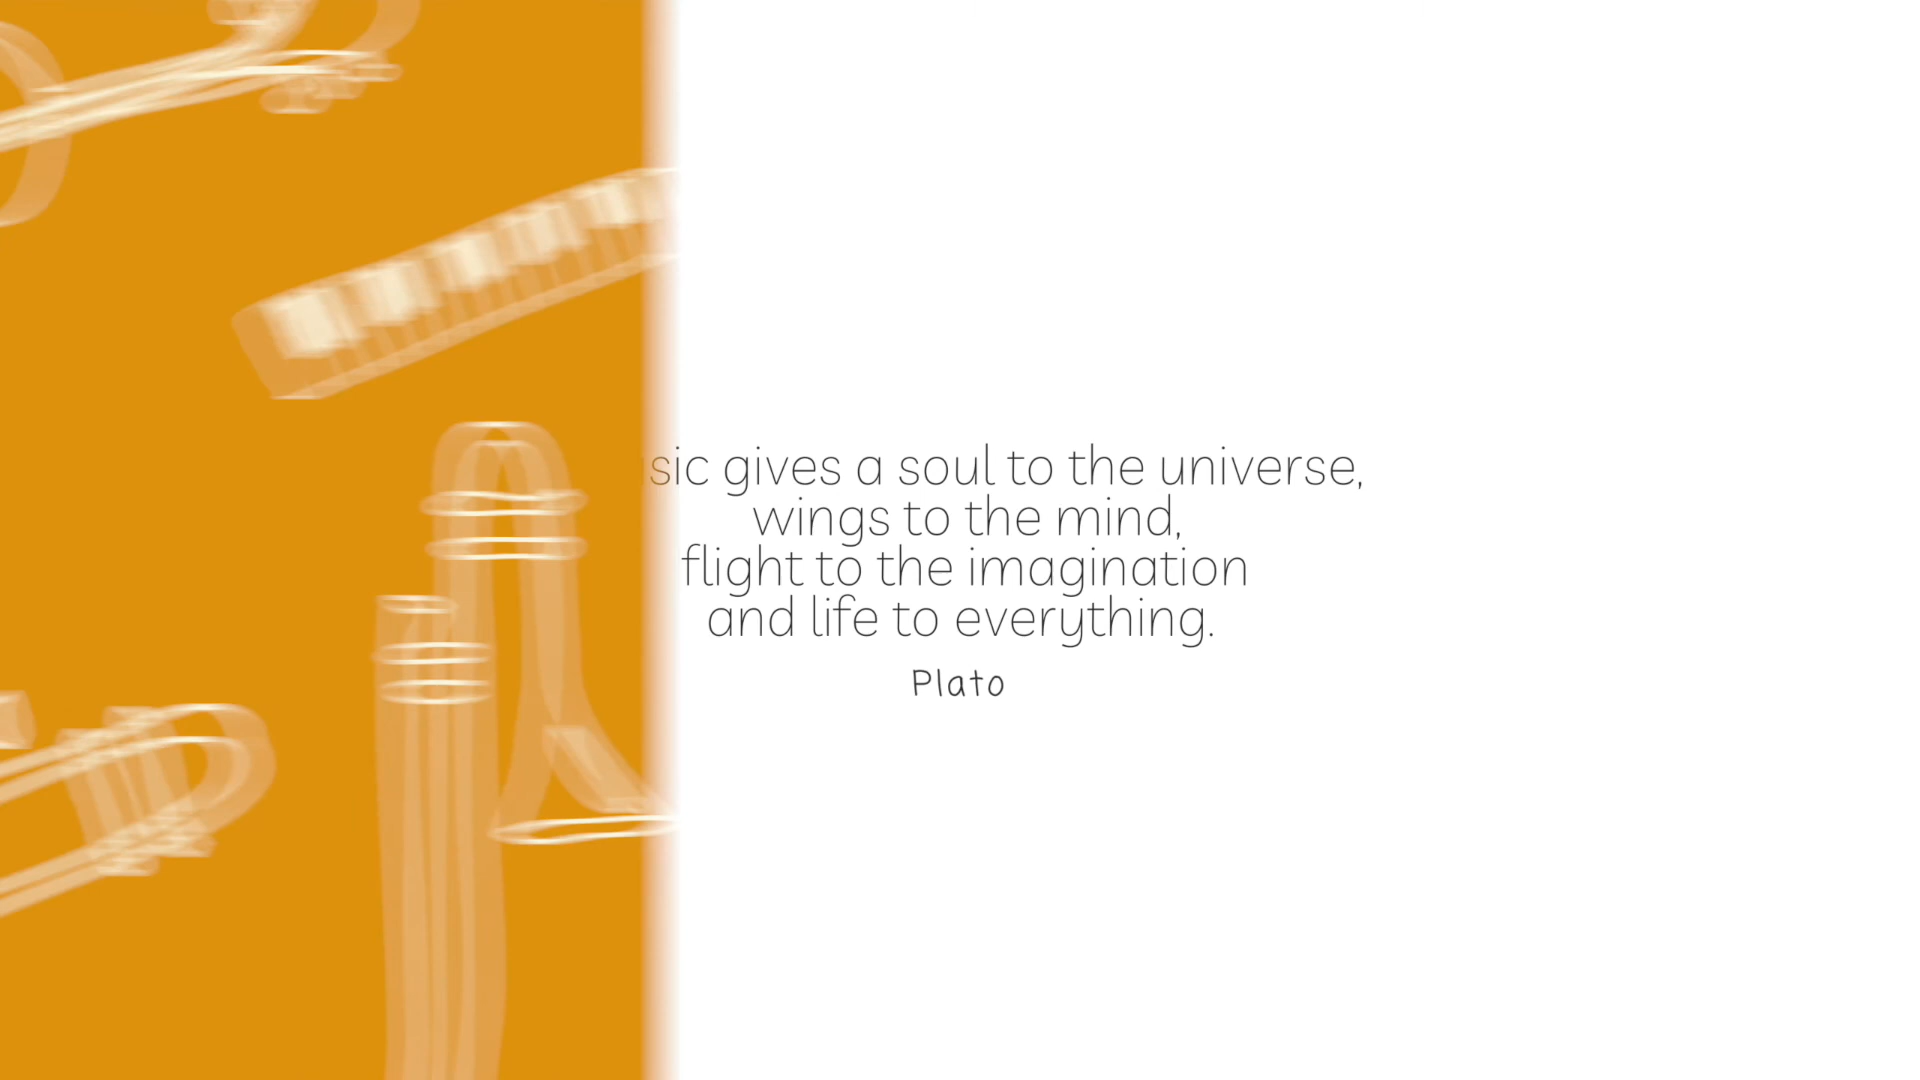 sic gives a soul to the universe,
wings to the mind,
flight to the imagination
and life to everything.
Plato